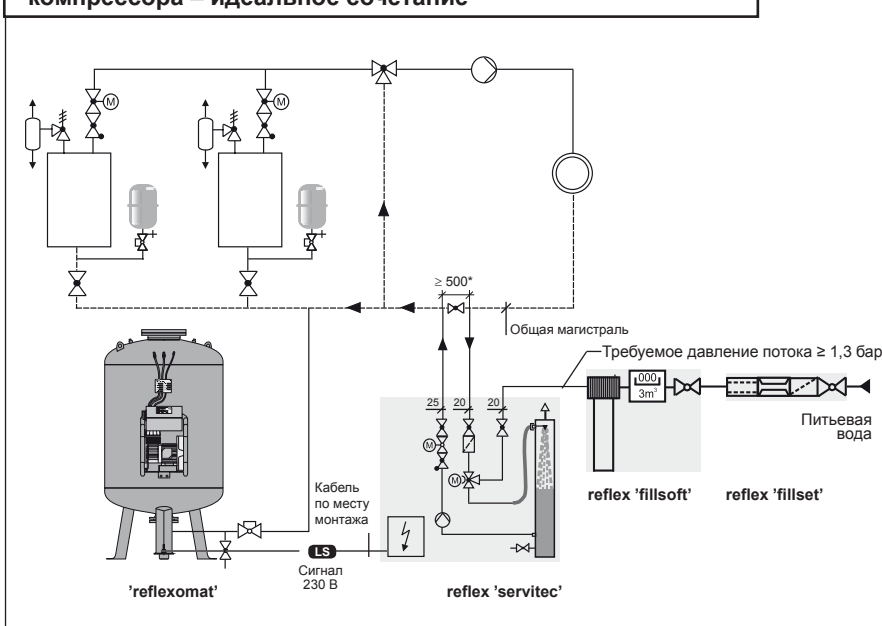 компрессора – идеальное сочетание
M
M
≥ 500*
Общая магистраль
Требуемое давление потока ≥ 1,3 бар
25
20
20
000
3m³
Питьевая
вода
M
M
reflex 'fillsoft'
reflex 'fillset'
Кабель
по месту
монтажа
LS
Сигнал
230 В
'reflexomat'
reflex 'servitec'